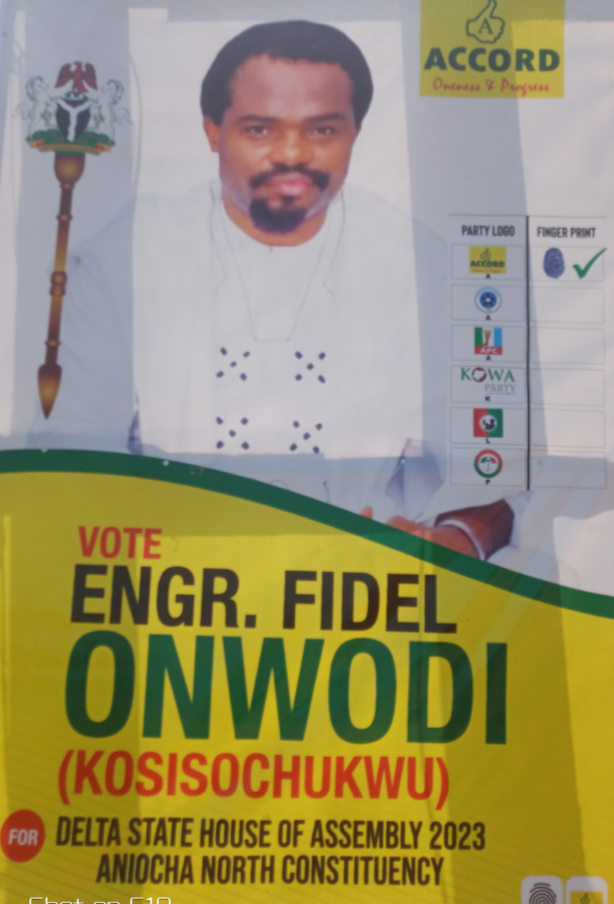 A
ACCORD
Oneness & Progress
PARTY LOGO
FINGER PRINT
ACCORD
APC
KOWA
PARTY
VOTE
ENGR. FIDEL
ONWODI
(KOSISOCHUKWU)
FOR
DELTA STATE HOUSE OF ASSEMBLY 2023
ANIOCHA NORTH CONSTITUENCY